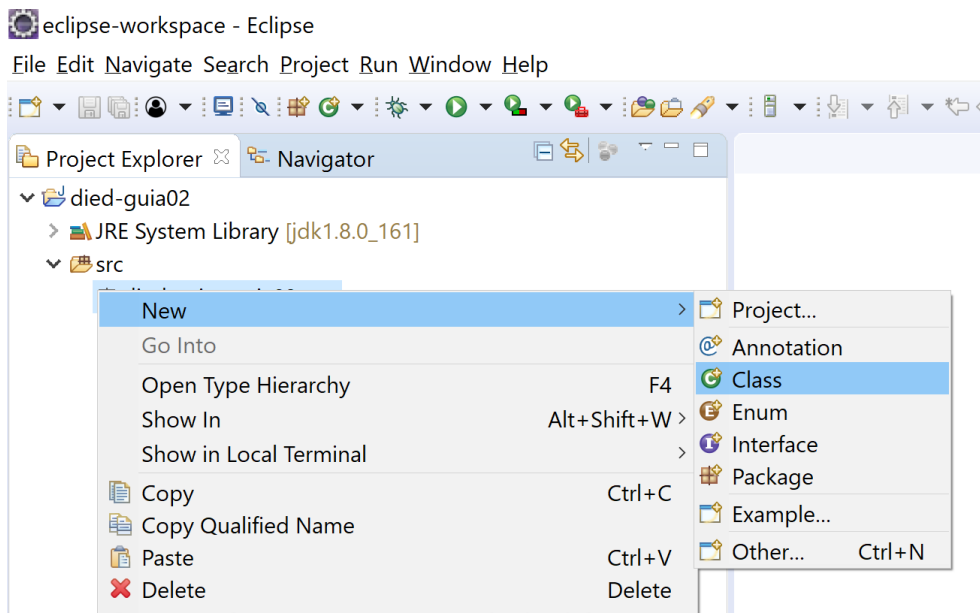 eclipse-workspace - Eclipse
File Edit Navigate Search Project Run Window Help
Project Explorer Navigator
died-guia02
JRE System Library [jdk1.8.0_161]
src
New
Go Into
Open Type Hierarchy F4
Show In Alt+Shift+W
Show in Local Terminal
Copy Ctrl+C
Copy Qualified Name
Paste Ctrl+V
Delete Delete
Project...
Annotation
Class
Enum
Interface
Package
Example...
Other... Ctrl+N